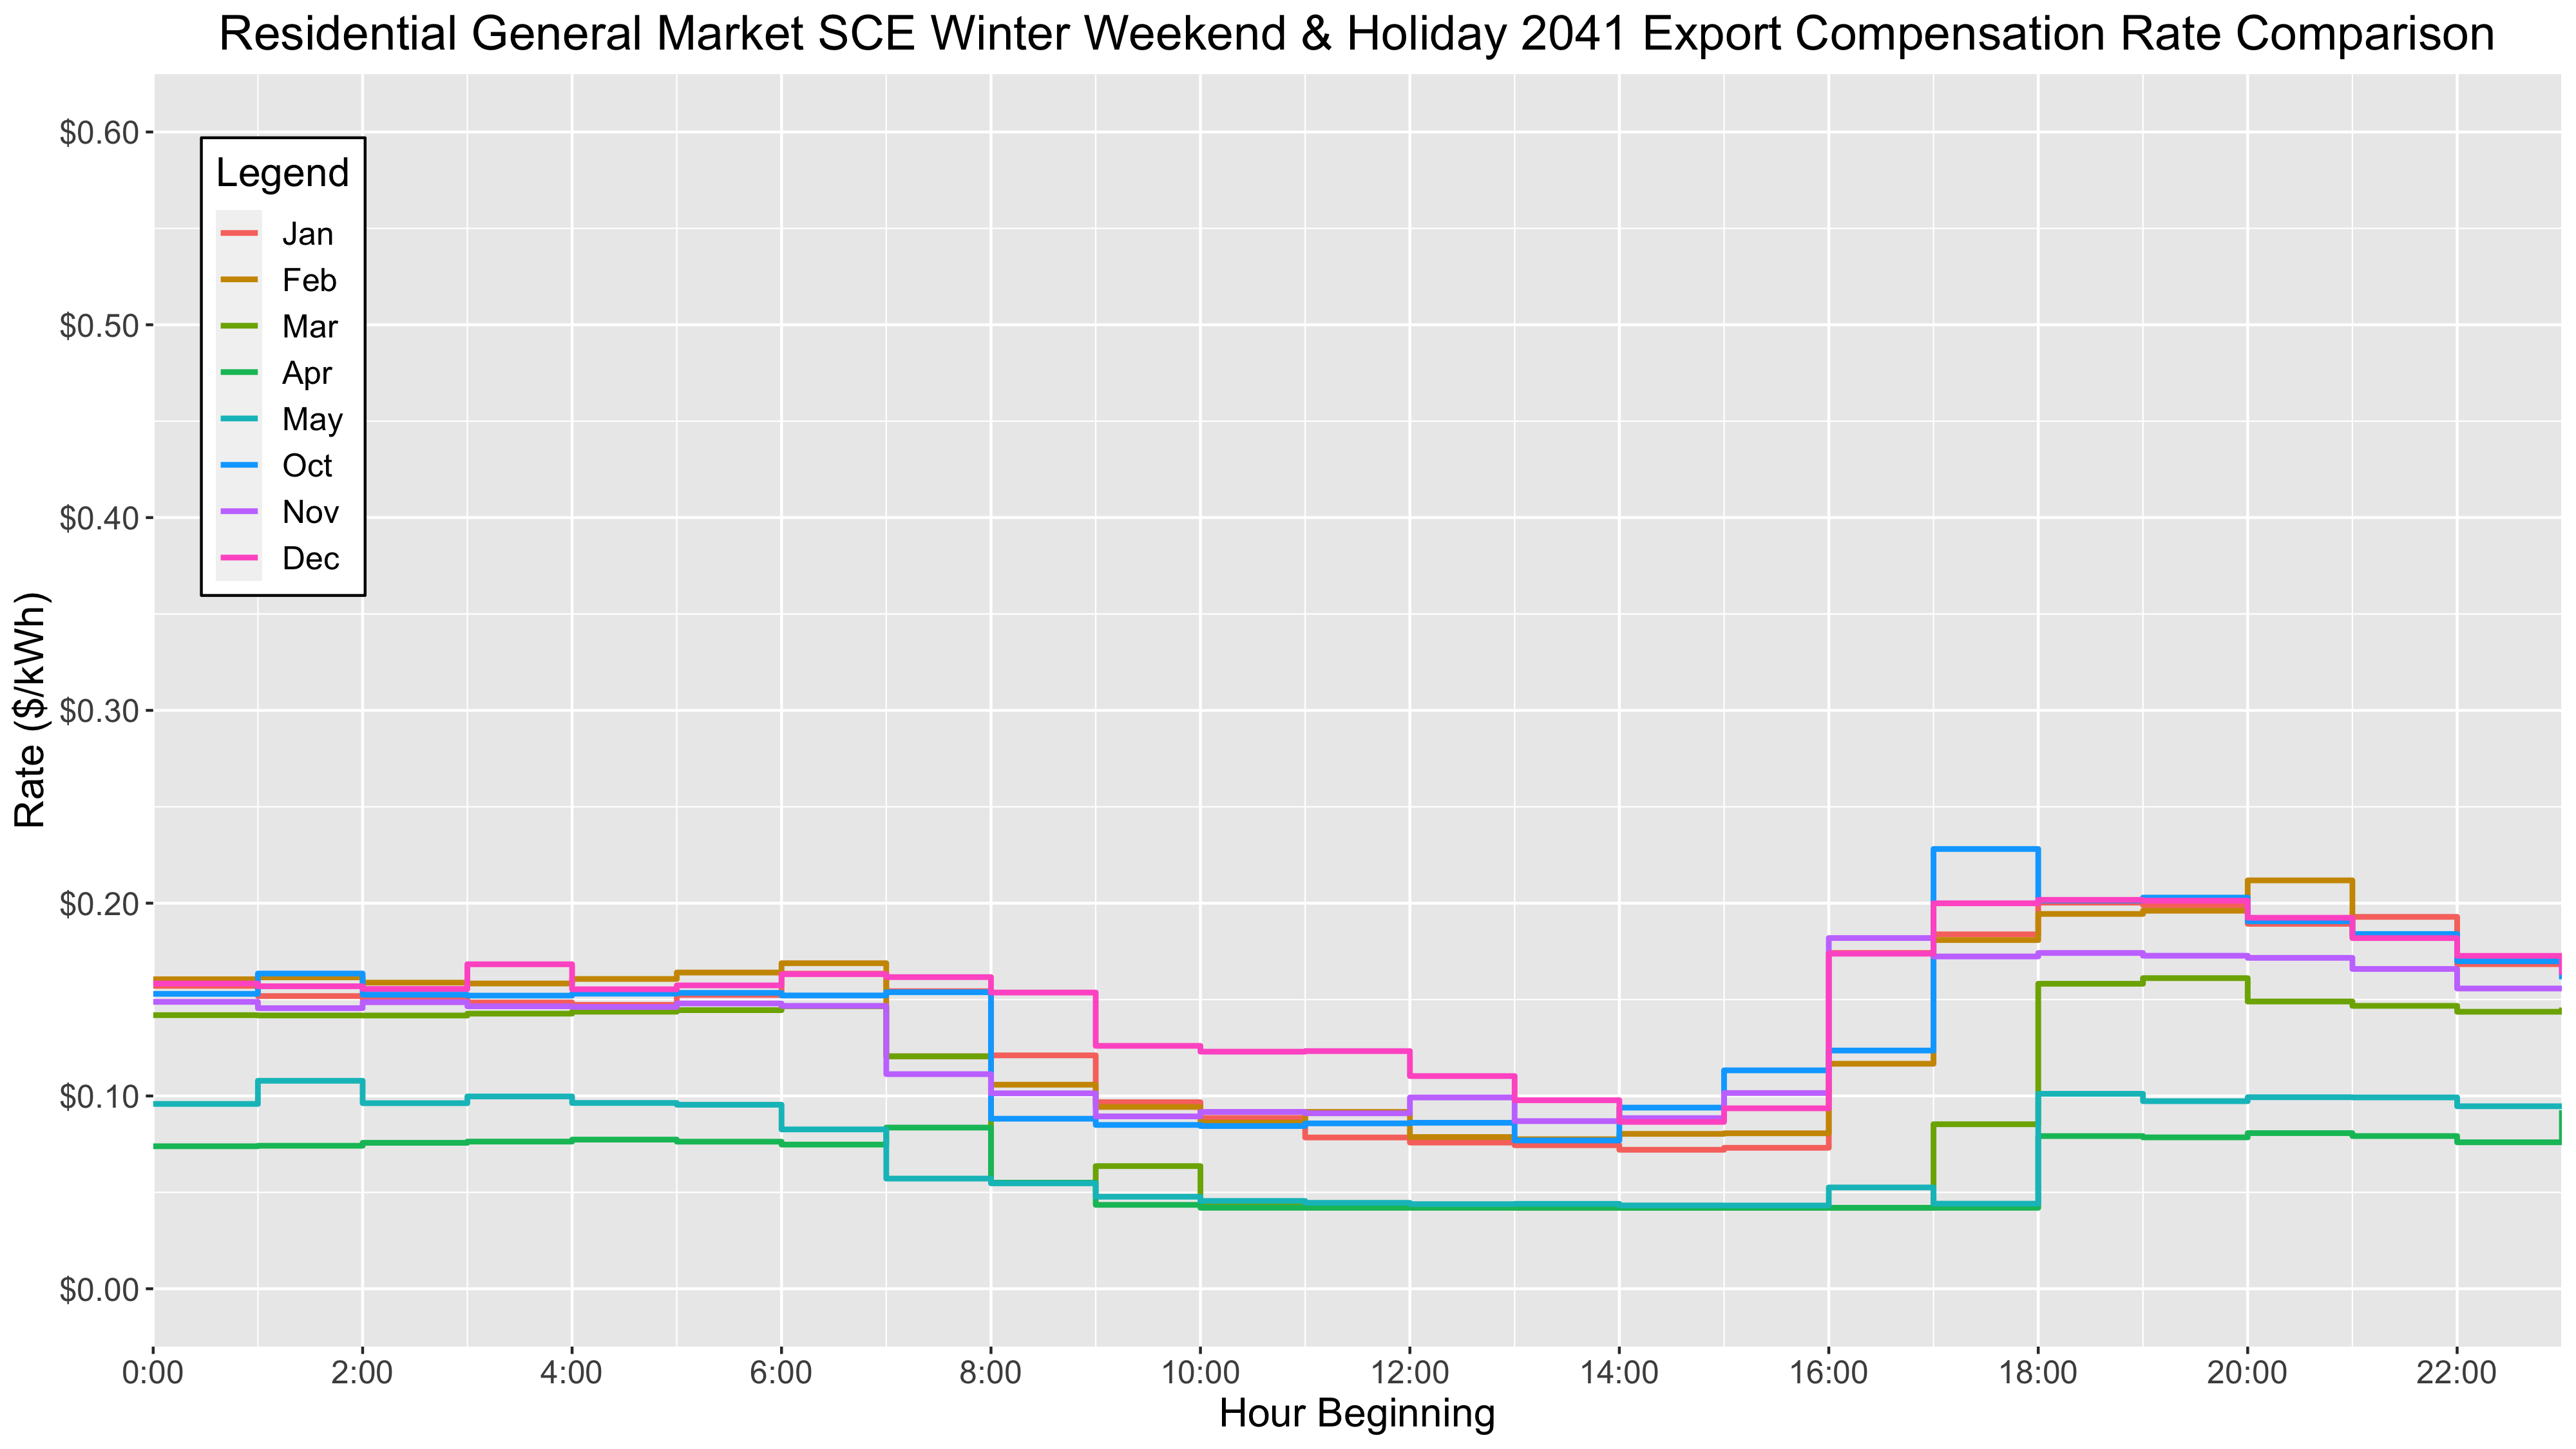 Residential General Market SCE Winter Weekend & Holiday 2041 Export Compensation Rate Comparison
$0.60
$0.50
$0.40
$0.30
$0.20
$0.10
$0.00
Rate ($/kWh)
Legend
Jan
Feb
Mar
Apr
May
Oct
Nov
Dec
0:00 2:00 4:00 6:00 8:00 10:00 12:00 14:00 16:00 18:00 20:00 22:00
Hour Beginning